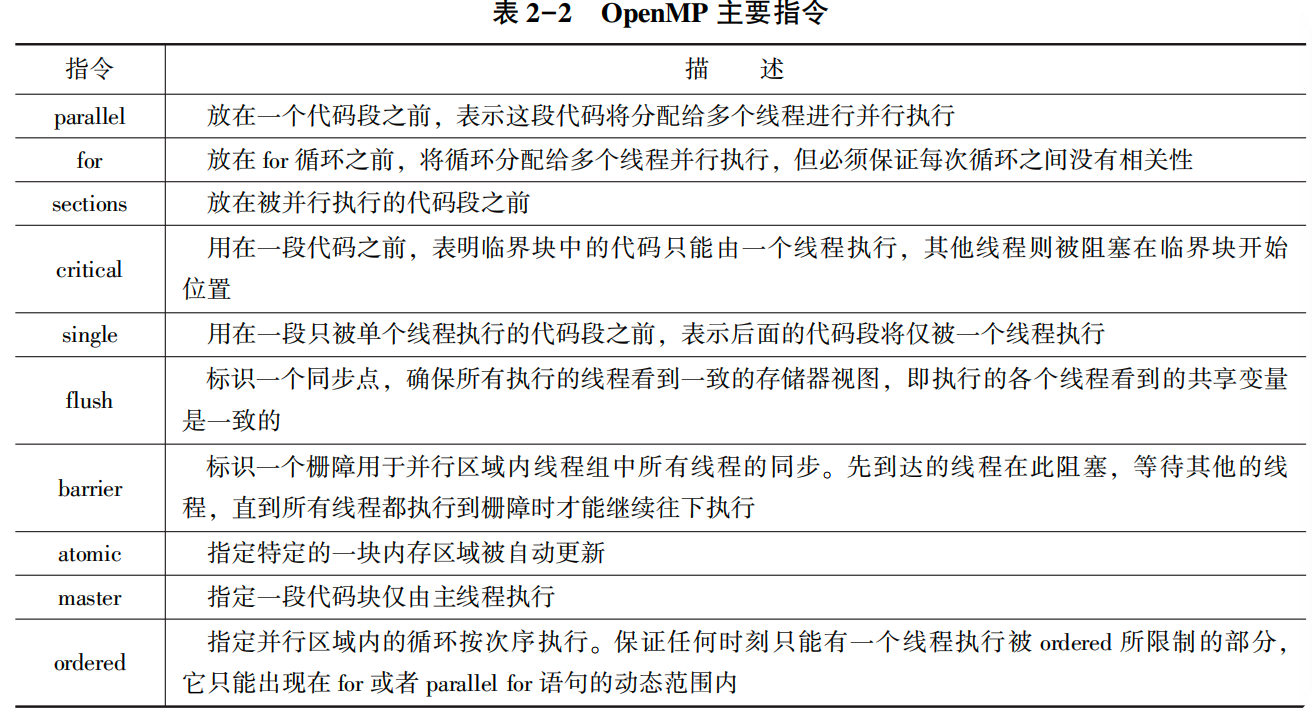 表 2-2 OpenMP 主要指令
指令 描 述
parallel 放在一个代码段之前，表示这段代码将分配给多个线程进行并行执行
for 放在 for 循环之前，将循环分配给多个线程并行执行，但必须保证每次循环之间没有相关性
sections 放在被并行执行的代码段之前
critical 用在一段代码之前，表明临界块中的代码只能由一个线程执行，其他线程则被阻塞在临界块开始
位置
single 用在一段只被单个线程执行的代码段之前，表示后面的代码段将仅被一个线程执行
flush 标识一个同步点，确保所有执行的线程看到一致的存储器视图，即执行的各个线程看到的共享变量
是一致的
barrier 标识一个栅障用于并行区域内线程组中所有线程的同步。先到达的线程在此阻塞，等待其他的线
程，直到所有线程都执行到栅障时才能继续往下执行
atomic 指定特定的一块内存区域被自动更新
master 指定一段代码块仅由主线程执行
ordered 指定并行区域内的循环按次序执行。保证任何时刻只能有一个线程执行被 ordered 所限制的部分，
它只能出现在 for 或者 parallel for 语句的动态范围内